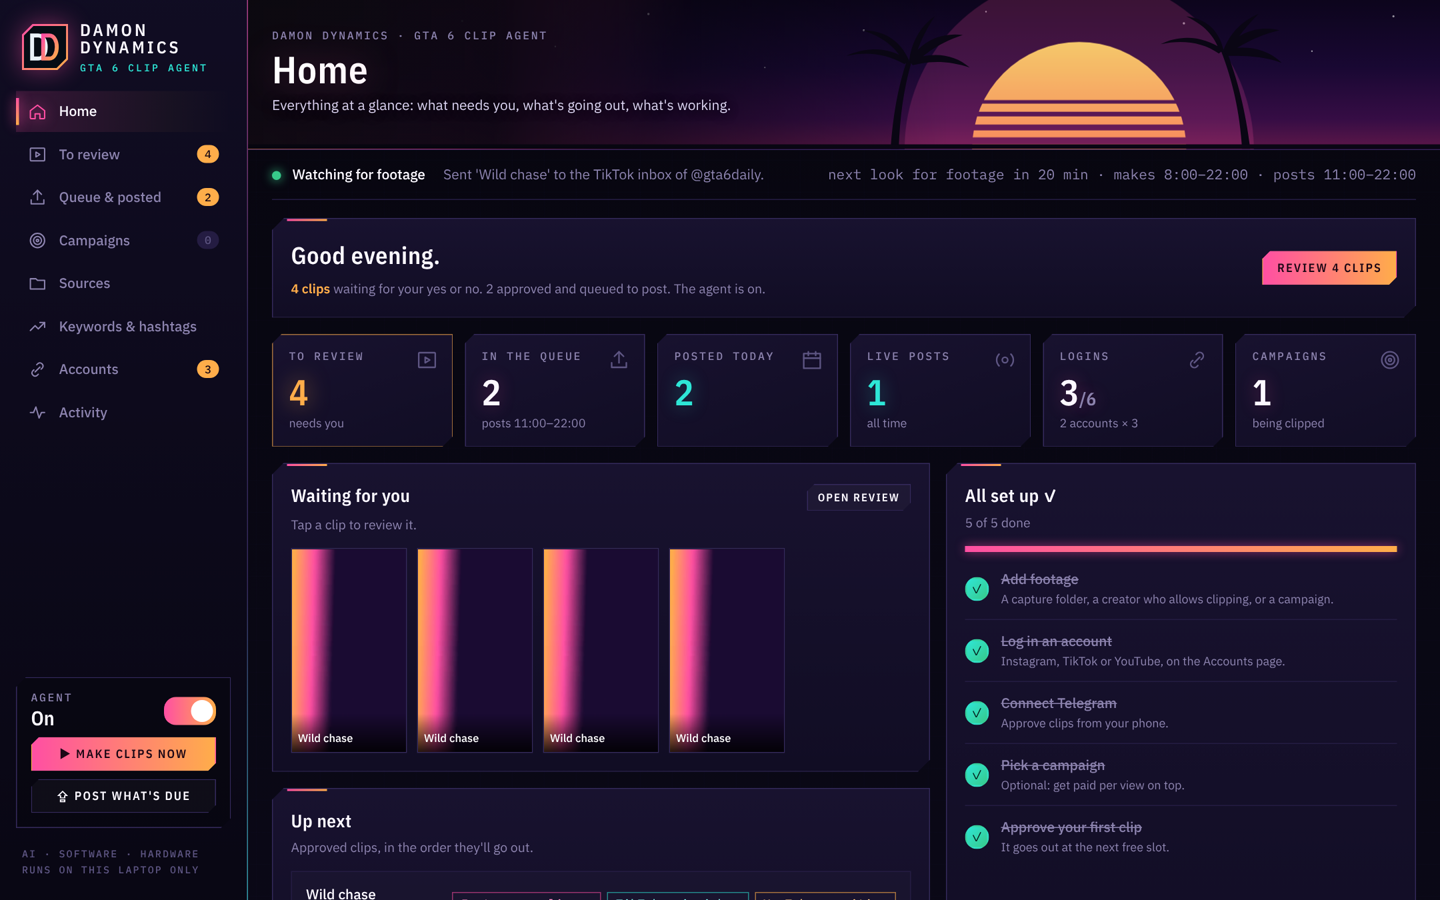 DAMON
DYNAMICS
GTA 6 CLIP AGENT
Home
To review 4
Queue & posted 2
Campaigns 0
Sources
Keywords & hashtags
Accounts 3
Activity
AGENT
On
▶ MAKE CLIPS NOW
POST WHAT'S DUE
AI · SOFTWARE · HARDWARE
RUNS ON THIS LAPTOP ONLY
DAMON DYNAMICS · GTA 6 CLIP AGENT
Home
Everything at a glance: what needs you, what's going out, what's working.
Watching for footage Sent 'Wild chase' to the TikTok inbox of @gta6daily. next look for footage in 20 min · makes 8:00–22:00 · posts 11:00–22:00
Good evening.
4 clips waiting for your yes or no. 2 approved and queued to post. The agent is on.
REVIEW 4 CLIPS
TO REVIEW
4
needs you
IN THE QUEUE
2
posts 11:00–22:00
POSTED TODAY
2
LIVE POSTS
1
all time
LOGINS
3/6
2 accounts × 3
CAMPAIGNS
1
being clipped
Waiting for you
OPEN REVIEW
Tap a clip to review it.
Wild chase
Wild chase
Wild chase
Wild chase
Up next
Approved clips, in the order they'll go out.
Wild chase
All set up ✓
5 of 5 done
Add footage
A capture folder, a creator who allows clipping, or a campaign.
Log in an account
Instagram, TikTok or YouTube, on the Accounts page.
Connect Telegram
Approve clips from your phone.
Pick a campaign
Optional: get paid per view on top.
Approve your first clip
It goes out at the next free slot.